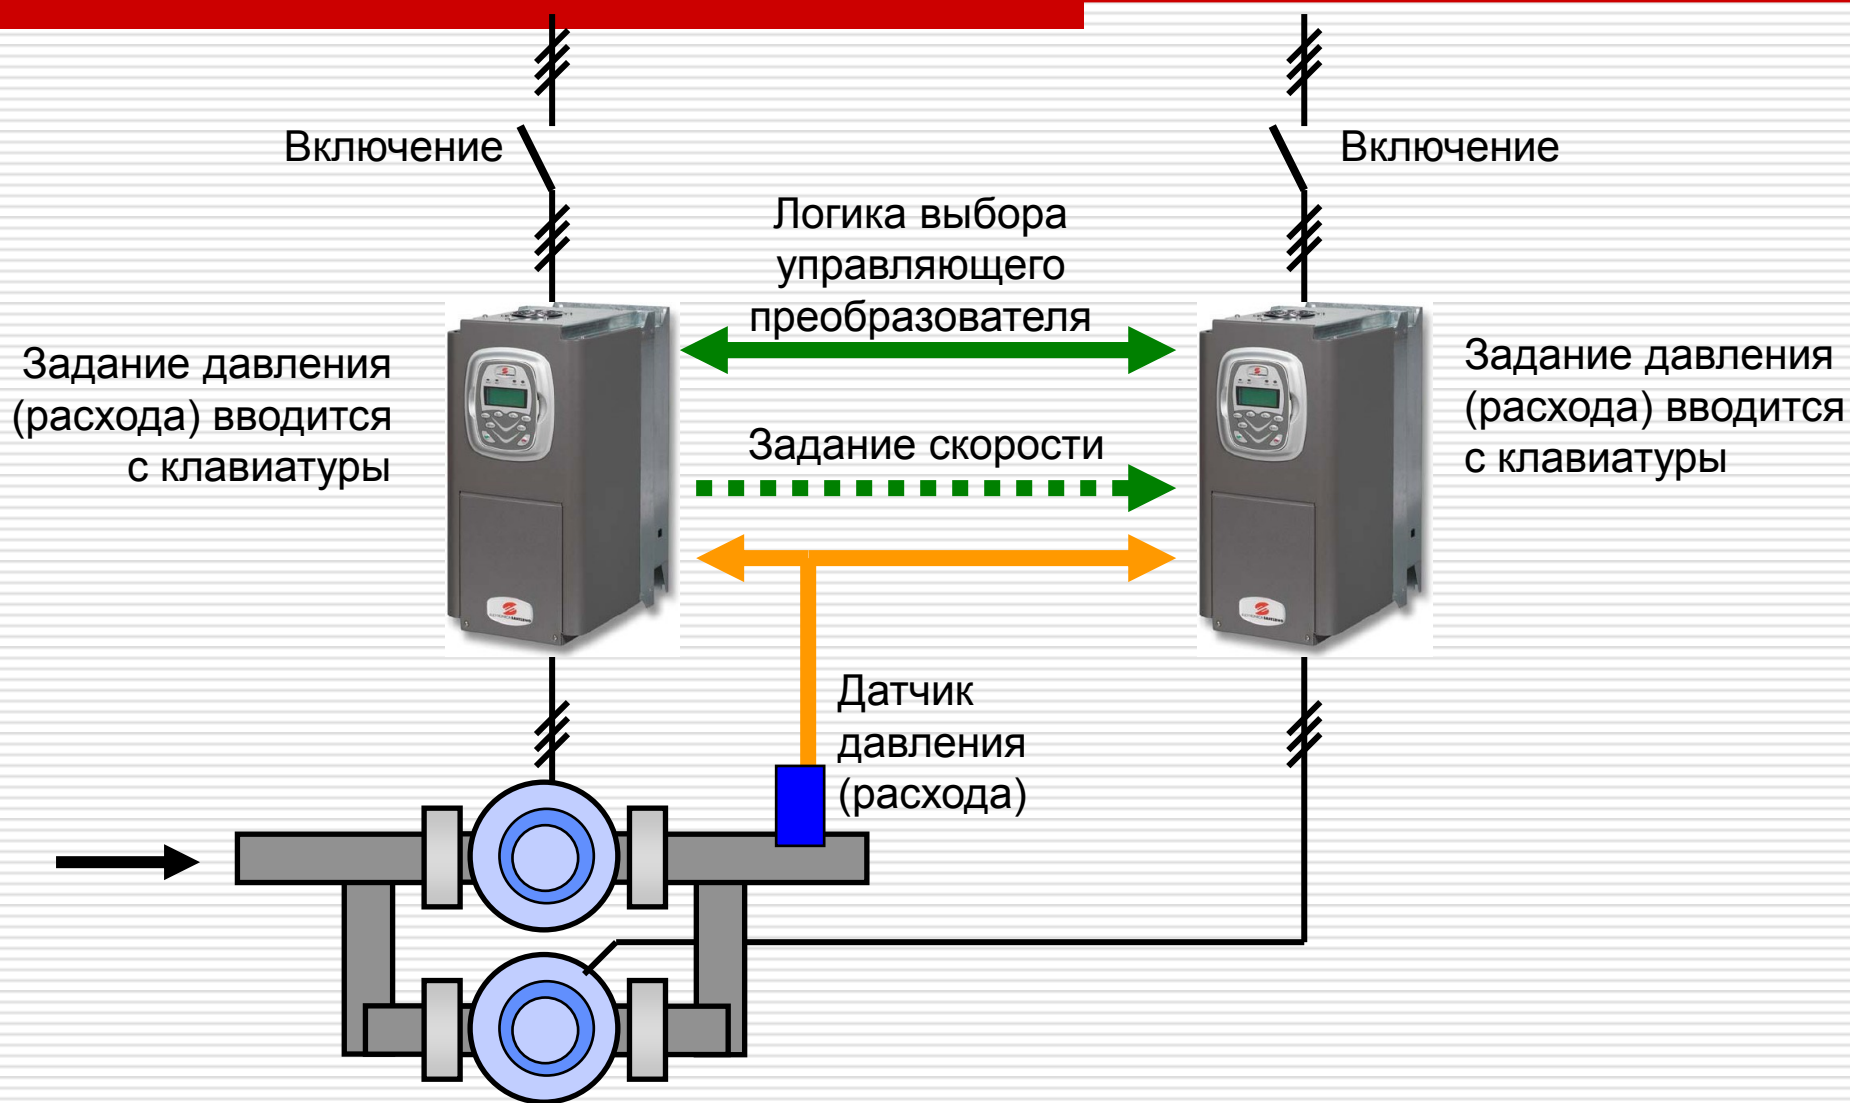 Включение
Включение
Логика выбора
управляющего
преобразователя
Задание давления
(расхода) вводится
с клавиатуры
Задание давления
(расхода) вводится
с клавиатуры
Задание скорости
Датчик
давления
(расхода)